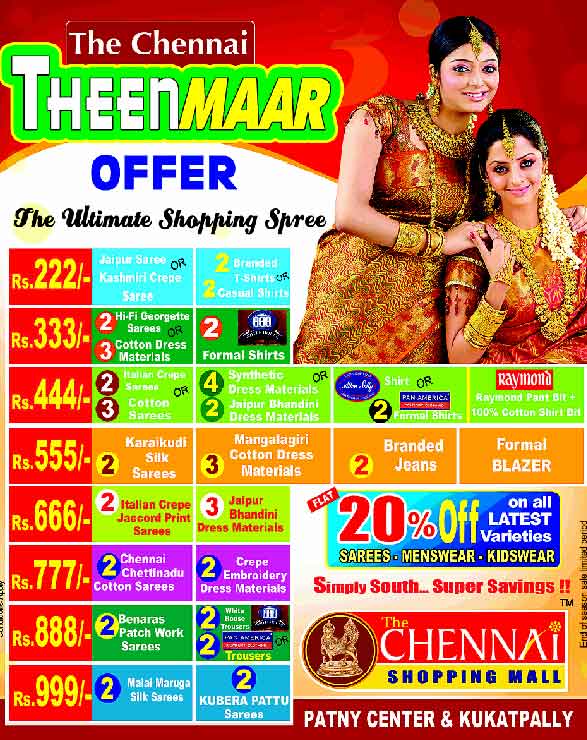 The Chennai
THEENMAAR
OFFER
The Ultimate Shopping Spree
Rs.222/-
Jaipur Saree OR
Kashmiri Crepe
Saree
2 Branded
T-Shirts OR
2 Casual Shirts
Rs.333/-
2 Hi-Fi Georgette
Sarees OR
3 Cotton Dress
Materials
2
Formal Shirts
Rs.444/-
2 Italian Crepe
Sarees OR
3 Cotton
Sarees
4 Synthetic OR
Dress Materials
2 Jaipur Bhandini
Dress Materials
Shirt OR
PAN AMERICA
2 Formal Shirts
Raymond
Raymond Pant Bit +
100% Cotton Shirt Bit
Rs.555/-
2 Karaikudi
Silk
Sarees
3 Mangalagiri
Cotton Dress
Materials
2 Branded
Jeans
Formal
BLAZER
Rs.666/-
2 Italian Crepe
Jaccord Print
Sarees
3 Jaipur
Bhandini
Dress Materials
FLAT
20% Off
on all
LATEST
Varieties
SAREES - MENSWEAR - KIDSWEAR
Rs.777/-
2 Chennai
Chettinadu
Cotton Sarees
2 Crepe
Embroidery
Dress Materials
Simply South... Super Savings !!
Rs.888/-
2 Benaras
Patch Work
Sarees
2 White
House
Trousers
OR
2 PAN AMERICA
Trousers
TM
The
CHENNAI
SHOPPING MALL
Rs.999/-
2 Malai Maruga
Silk Sarees
2
KUBERA PATTU
Sarees
PATNY CENTER & KUKATPALLY
End of season sale limited period